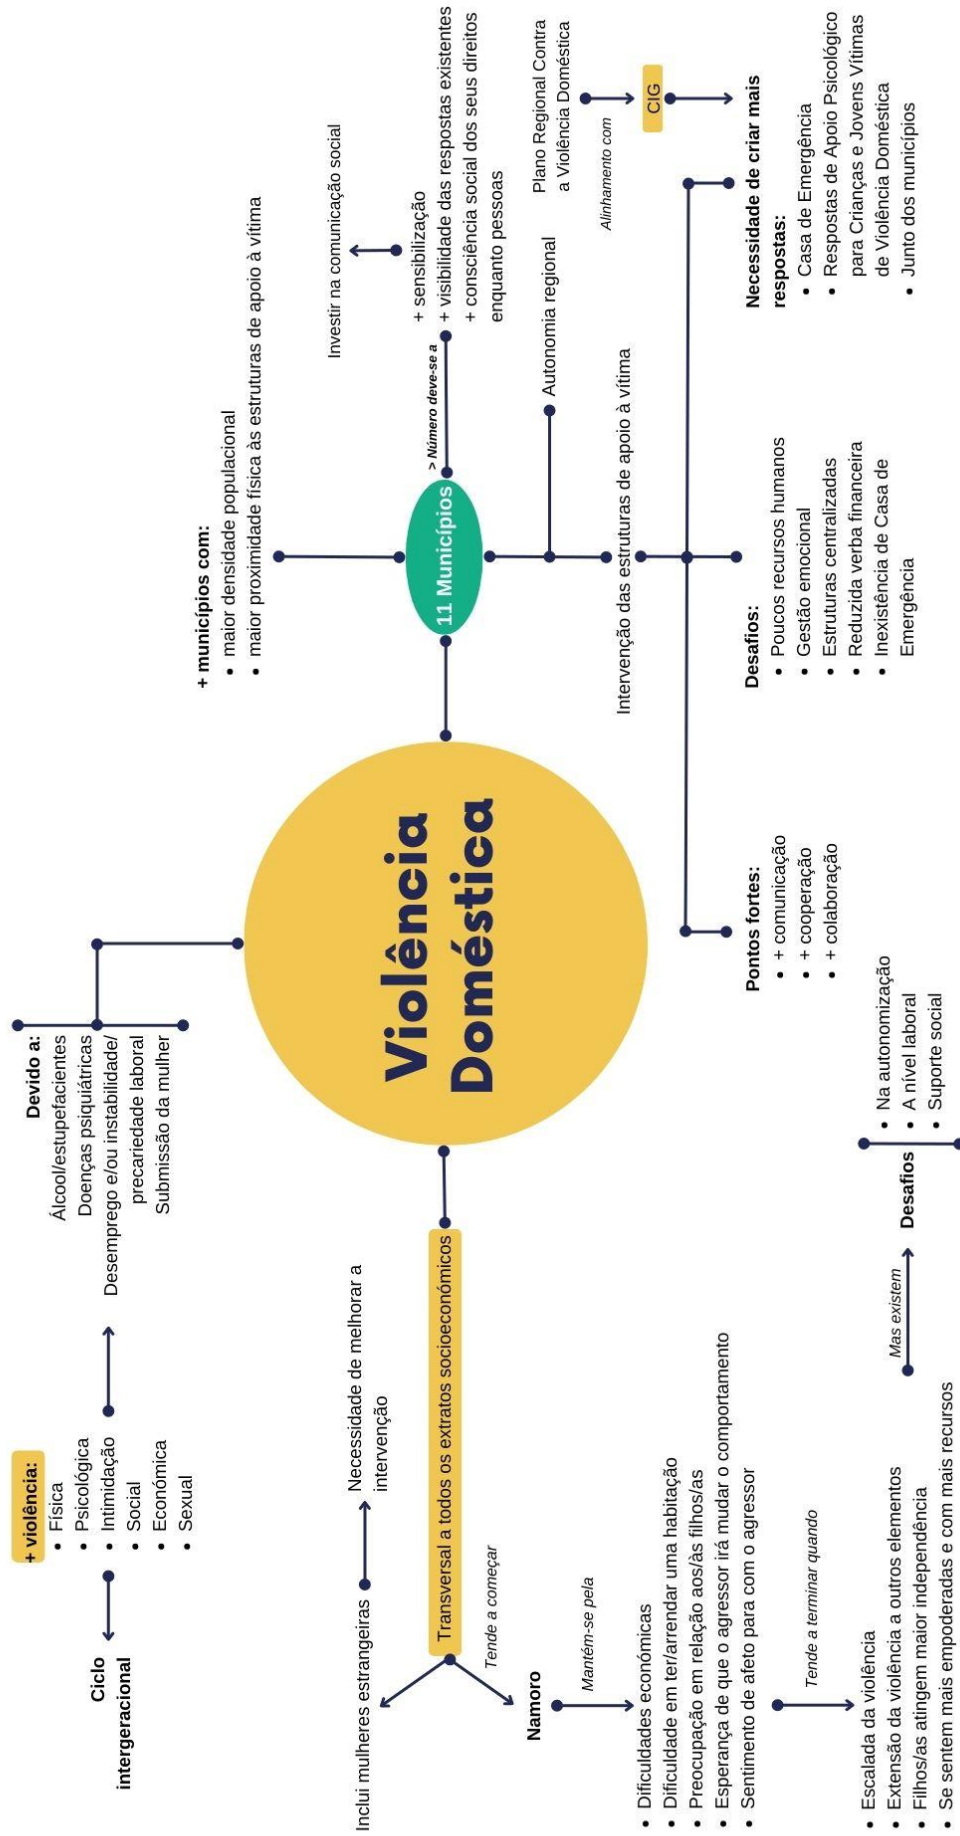 + violência:
• Física
• Psicológica
• Intimidação
• Social
• Económica
• Sexual
Ciclo
intergeracional
Devido a:
Álcool/estupefacientes
Doenças psiquiátricas
Desemprego e/ou instabilidade/
precariedade laboral
Submissão da mulher
Violência
Doméstica
Transversal a todos os extratos socioeconómicos
Inclui mulheres estrangeiras
Necessidade de melhorar a
intervenção
Tende a começar
Namoro
Mantém-se pela
• Dificuldades económicas
• Dificuldade em ter/arrendar uma habitação
• Preocupação em relação aos/às filhos/as
• Esperança de que o agressor irá mudar o comportamento
• Sentimento de afeto para com o agressor
Tende a terminar quando
• Escalada da violência
• Extensão da violência a outros elementos
• Filhos/as atingem maior independência
• Se sentem mais empoderadas e com mais recursos
Mas existem
Desafios
• Na autonomização
• A nível laboral
• Suporte social
11 Municípios
+ municípios com:
• maior densidade populacional
• maior proximidade física às estruturas de apoio à vítima
> Número deve-se a
+ sensibilização
+ visibilidade das respostas existentes
+ consciência social dos seus direitos
enquanto pessoas
Investir na comunicação social
Autonomia regional
Intervenção das estruturas de apoio à vítima
Pontos fortes:
• + comunicação
• + cooperação
• + colaboração
Desafios:
• Poucos recursos humanos
• Gestão emocional
• Estruturas centralizadas
• Reduzida verba financeira
• Inexistência de Casa de
Emergência
Plano Regional Contra
a Violência Doméstica
Alinhamento com
CIG
Necessidade de criar mais
respostas:
• Casa de Emergência
• Respostas de Apoio Psicológico
para Crianças e Jovens Vítimas
de Violência Doméstica
• Junto dos municípios